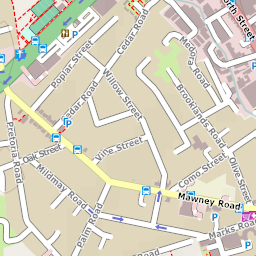 Poplar Street
Cedar Road
Medora Road
Street
Willow Street
Cedar Road
Brooklands Road
Pretoria Road
Oak Street
Vine Street
Mildmay Road
Como Street
Olive Street
Mawney Road
Palm Road
Marks Road